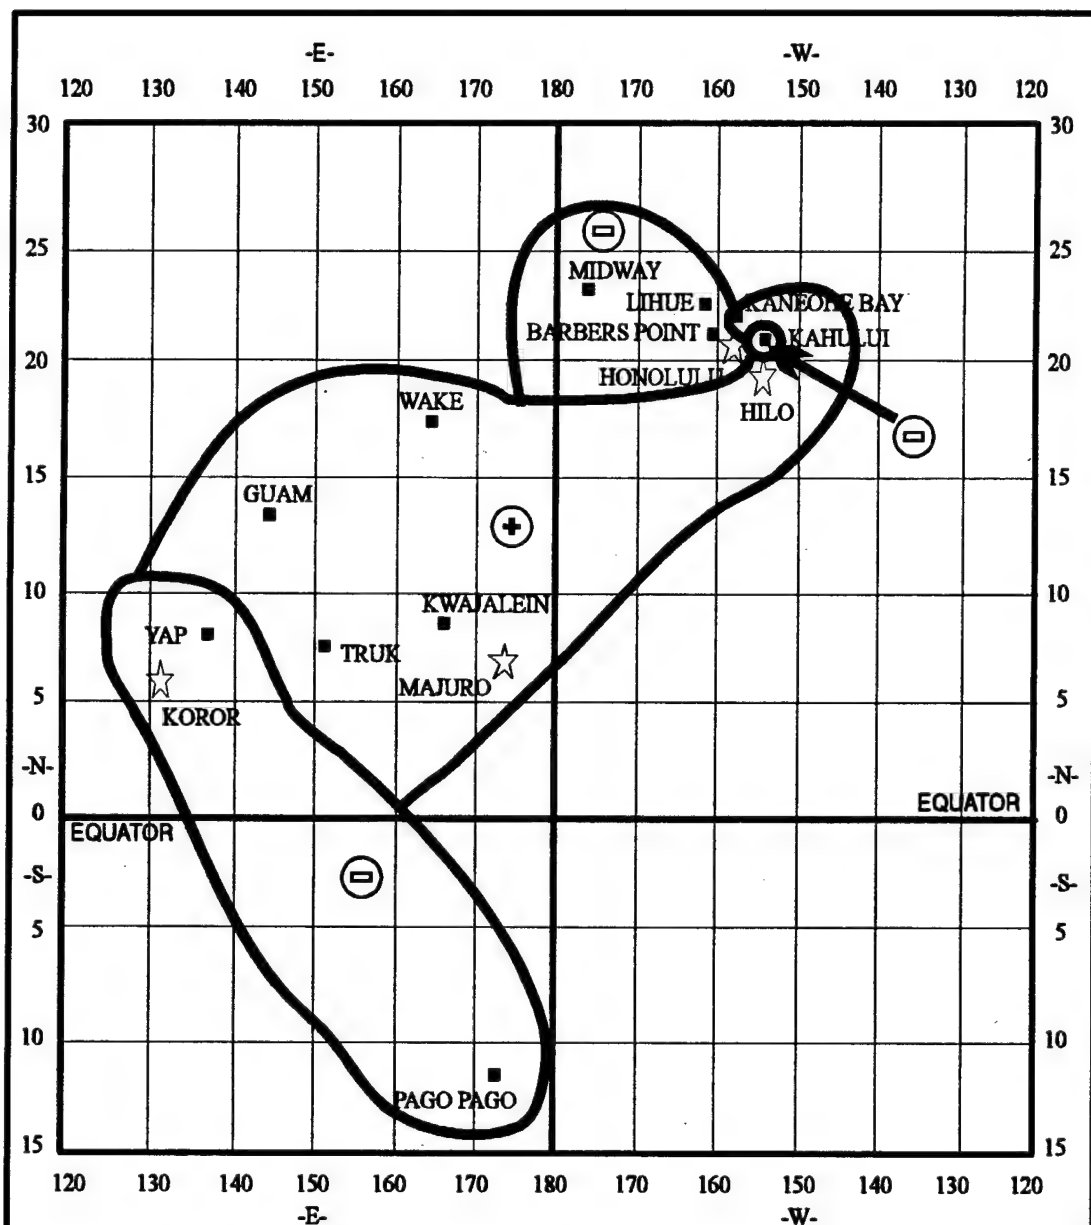 -E- -W-
120 130 140 150 160 170 180 170 160 150 140 130 120
30 30
25 25
MIDWAY
LIHUE KANEOHE BAY
BARBERS POINT KAHULUI
20 20
HONOLULU
WAKE HILO
15 15
GUAM
+
10 10
KWAJALEIN
YAP TRUK
MAJURO
5 5
KOROR
-N- -N-
0 EQUATOR 0
EQUATOR
-S- -S-
5 5
10 10
PAGO PAGO
15 15
120 130 140 150 160 170 180 170 160 150 140 130 120
-E- -W-